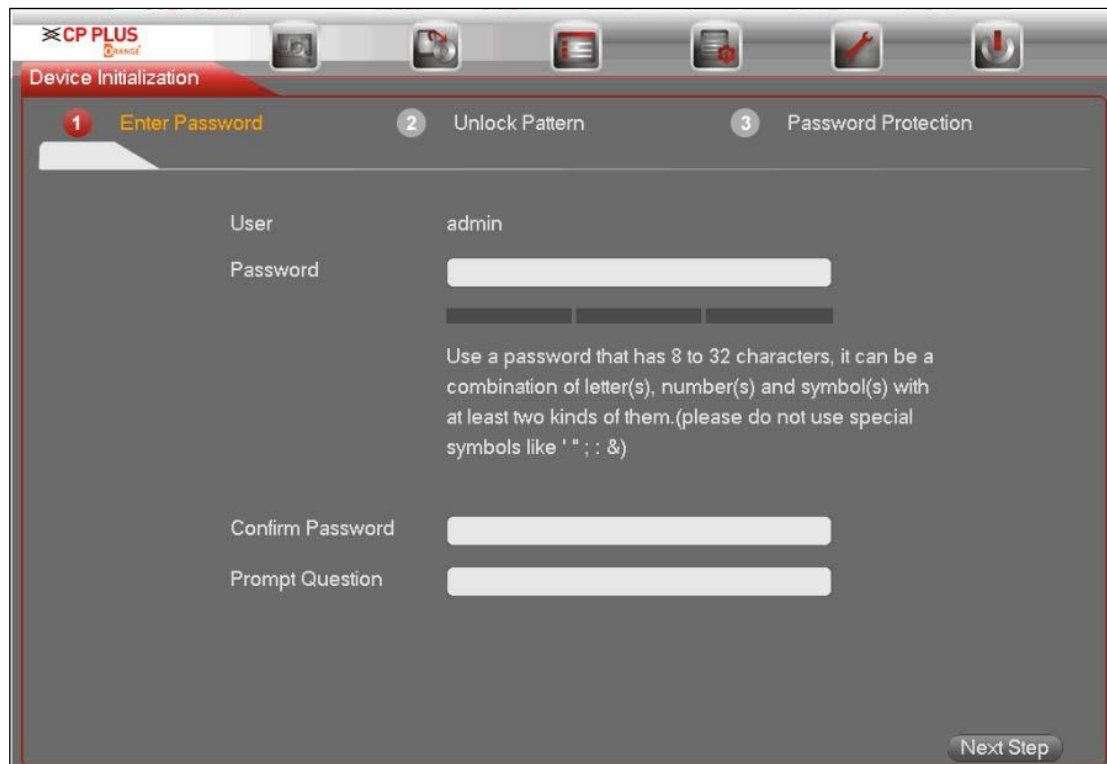 CP PLUS
ORANGE
Device Initialization
1 Enter Password 2 Unlock Pattern 3 Password Protection
User admin
Password
Use a password that has 8 to 32 characters, it can be a
combination of letter(s), number(s) and symbol(s) with
at least two kinds of them.(please do not use special
symbols like ' " ; : &)
Confirm Password
Prompt Question
Next Step